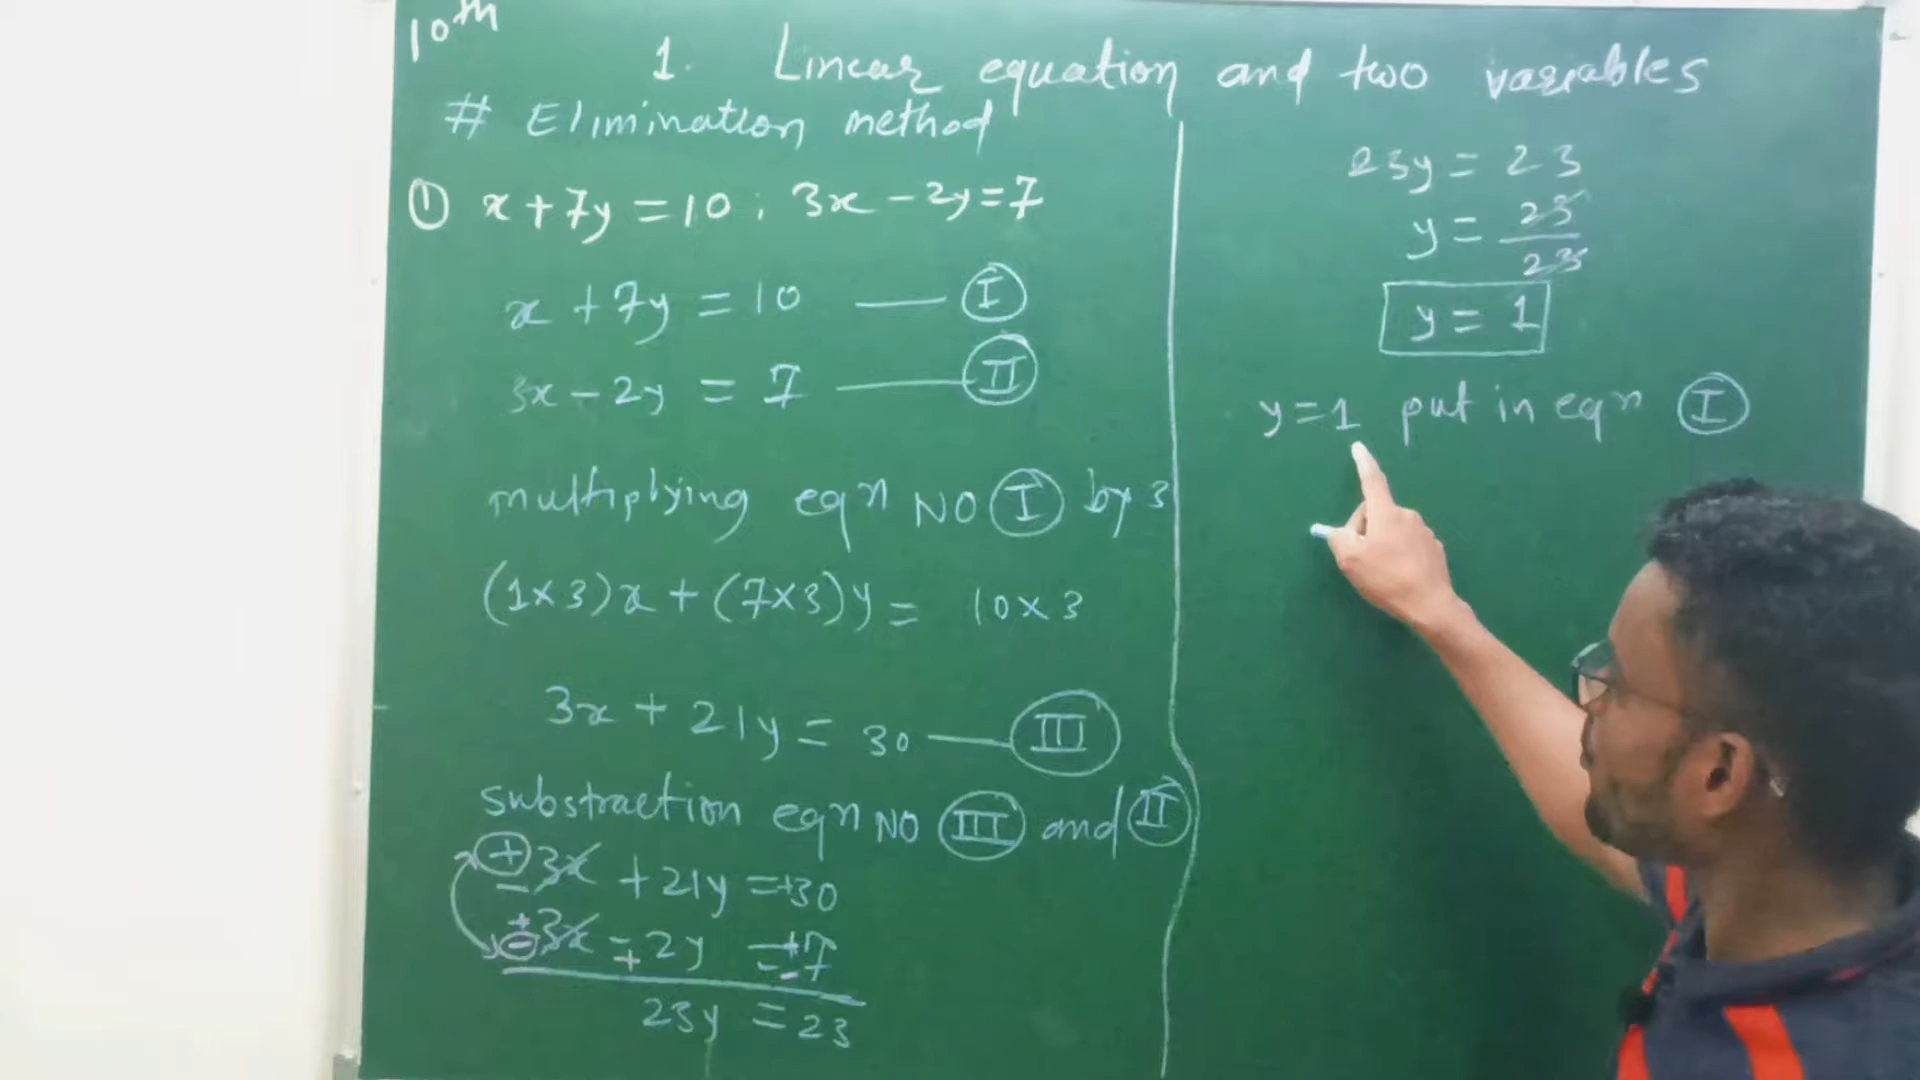 10th
1. Linear equation and two variables
# Elimination method
① x + 7y = 10 ; 3x - 2y = 7
x + 7y = 10 — Ⓘ
3x - 2y = 7 — II
multiplying eqn NO I by 3
(1×3)x + (7×3)y = 10×3
3x + 21y = 30 — III
substraction eqn NO III and II
+ 3x + 21y = +30
-
+
- 3x - 2y = +7
+ -
23y = 23
23y = 23
y = 23/23
y = 1
y = 1 put in eqn I